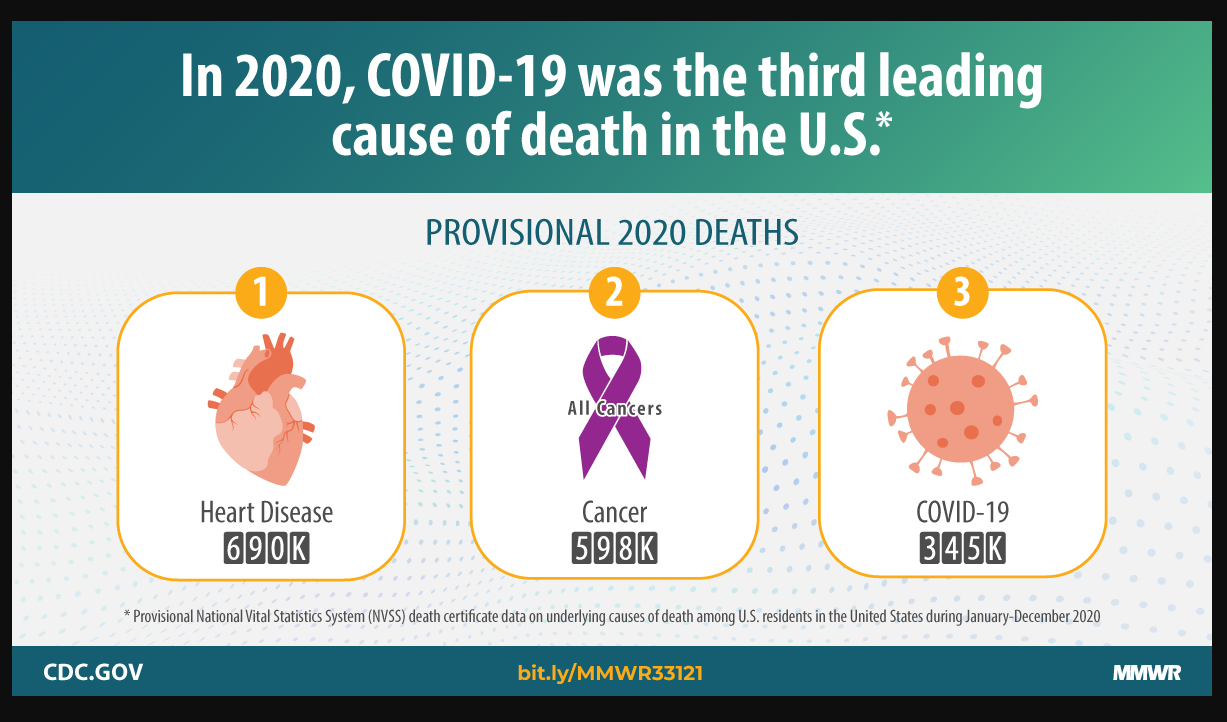 In 2020, COVID-19 was the third leading
cause of death in the U.S.*
PROVISIONAL 2020 DEATHS
1
2
3
All Cancers
Heart Disease
Cancer
COVID-19
690K
598K
345K
* Provisional National Vital Statistics System (NVSS) death certificate data on underlying causes of death among U.S. residents in the United States during January-December 2020
CDC.GOV
bit.ly/MMWR33121
MMWR